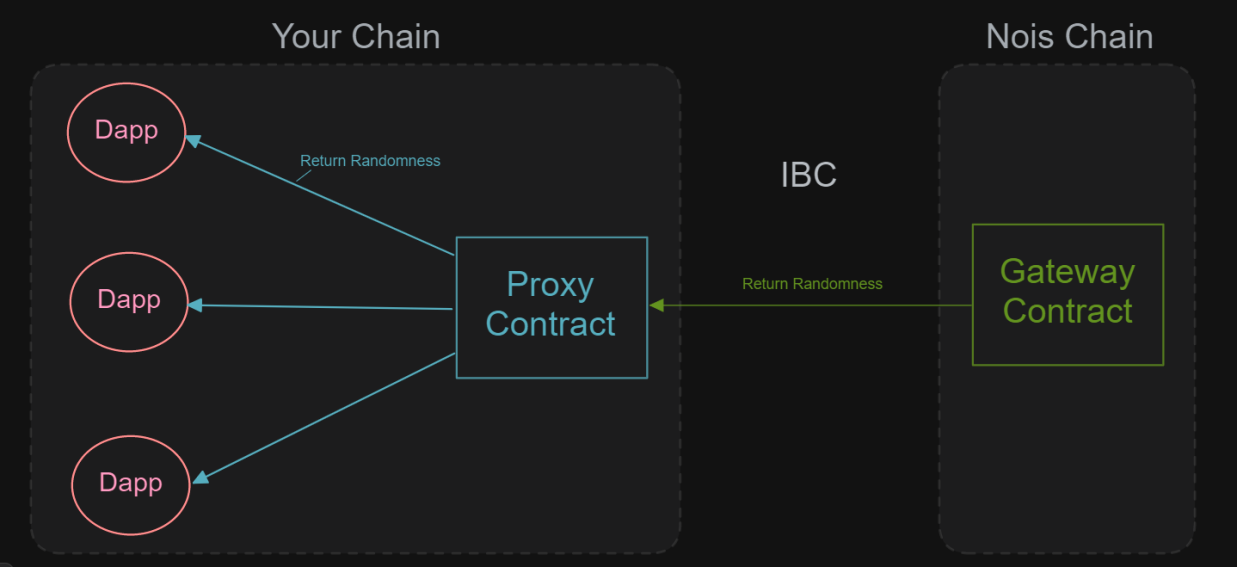 Your Chain
Nois Chain
Dapp
Return Randomness
IBC
Proxy
Contract
Return Randomness
Gateway
Contract
Dapp
Dapp